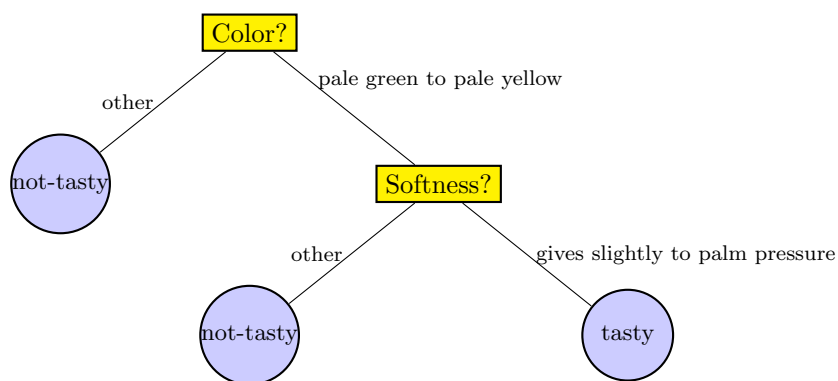 Color?
pale green to pale yellow
other
not-tasty
Softness?
other
gives slightly to palm pressure
not-tasty
tasty